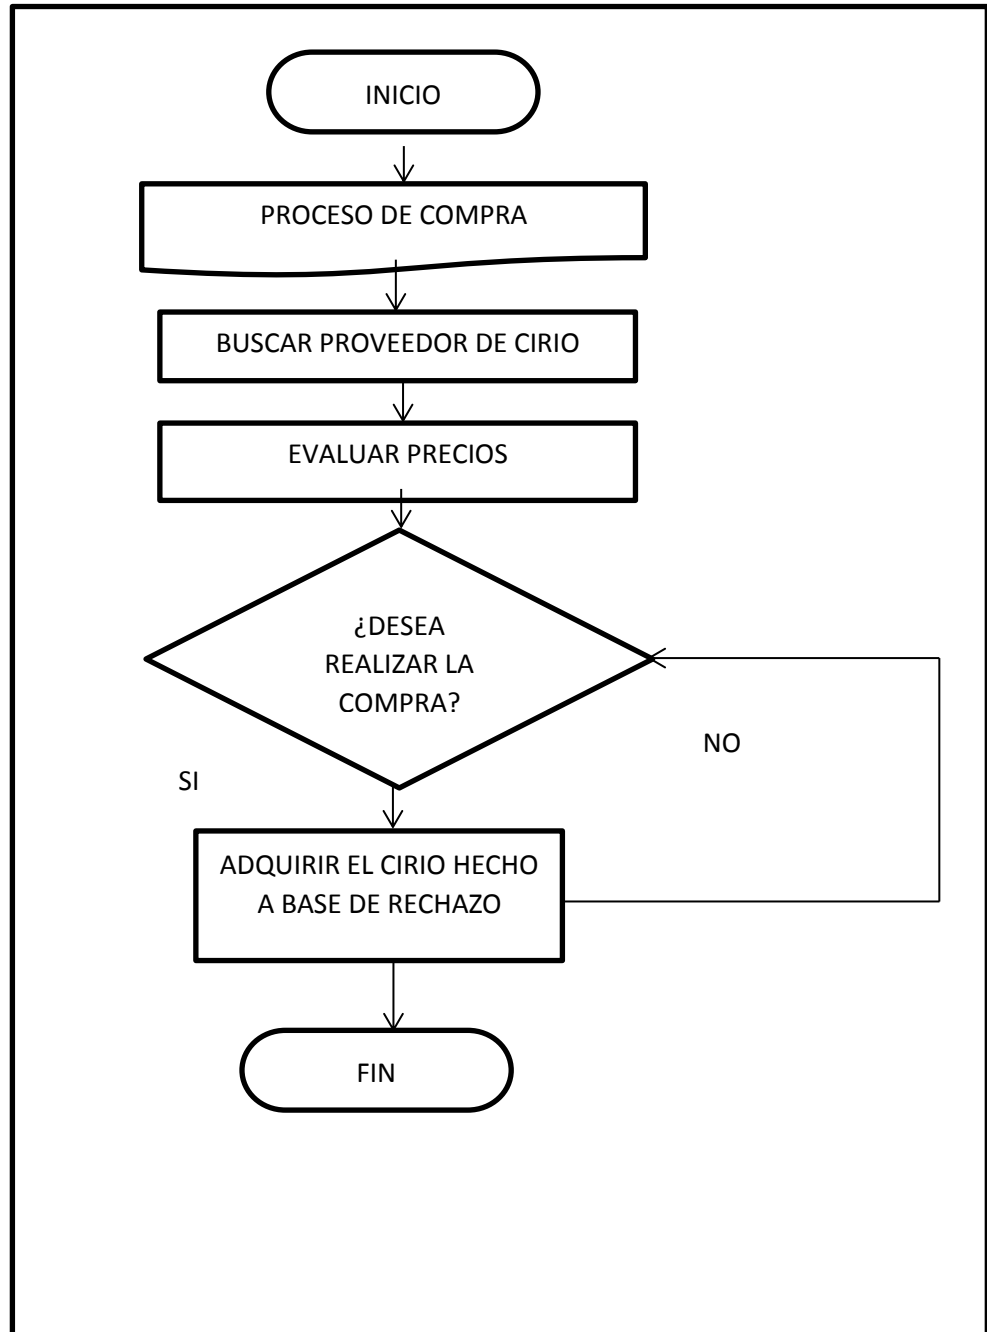 INICIO
PROCESO DE COMPRA
BUSCAR PROVEEDOR DE CIRIO
EVALUAR PRECIOS
¿DESEA
REALIZAR LA
COMPRA?
NO
SI
ADQUIRIR EL CIRIO HECHO
A BASE DE RECHAZO
FIN